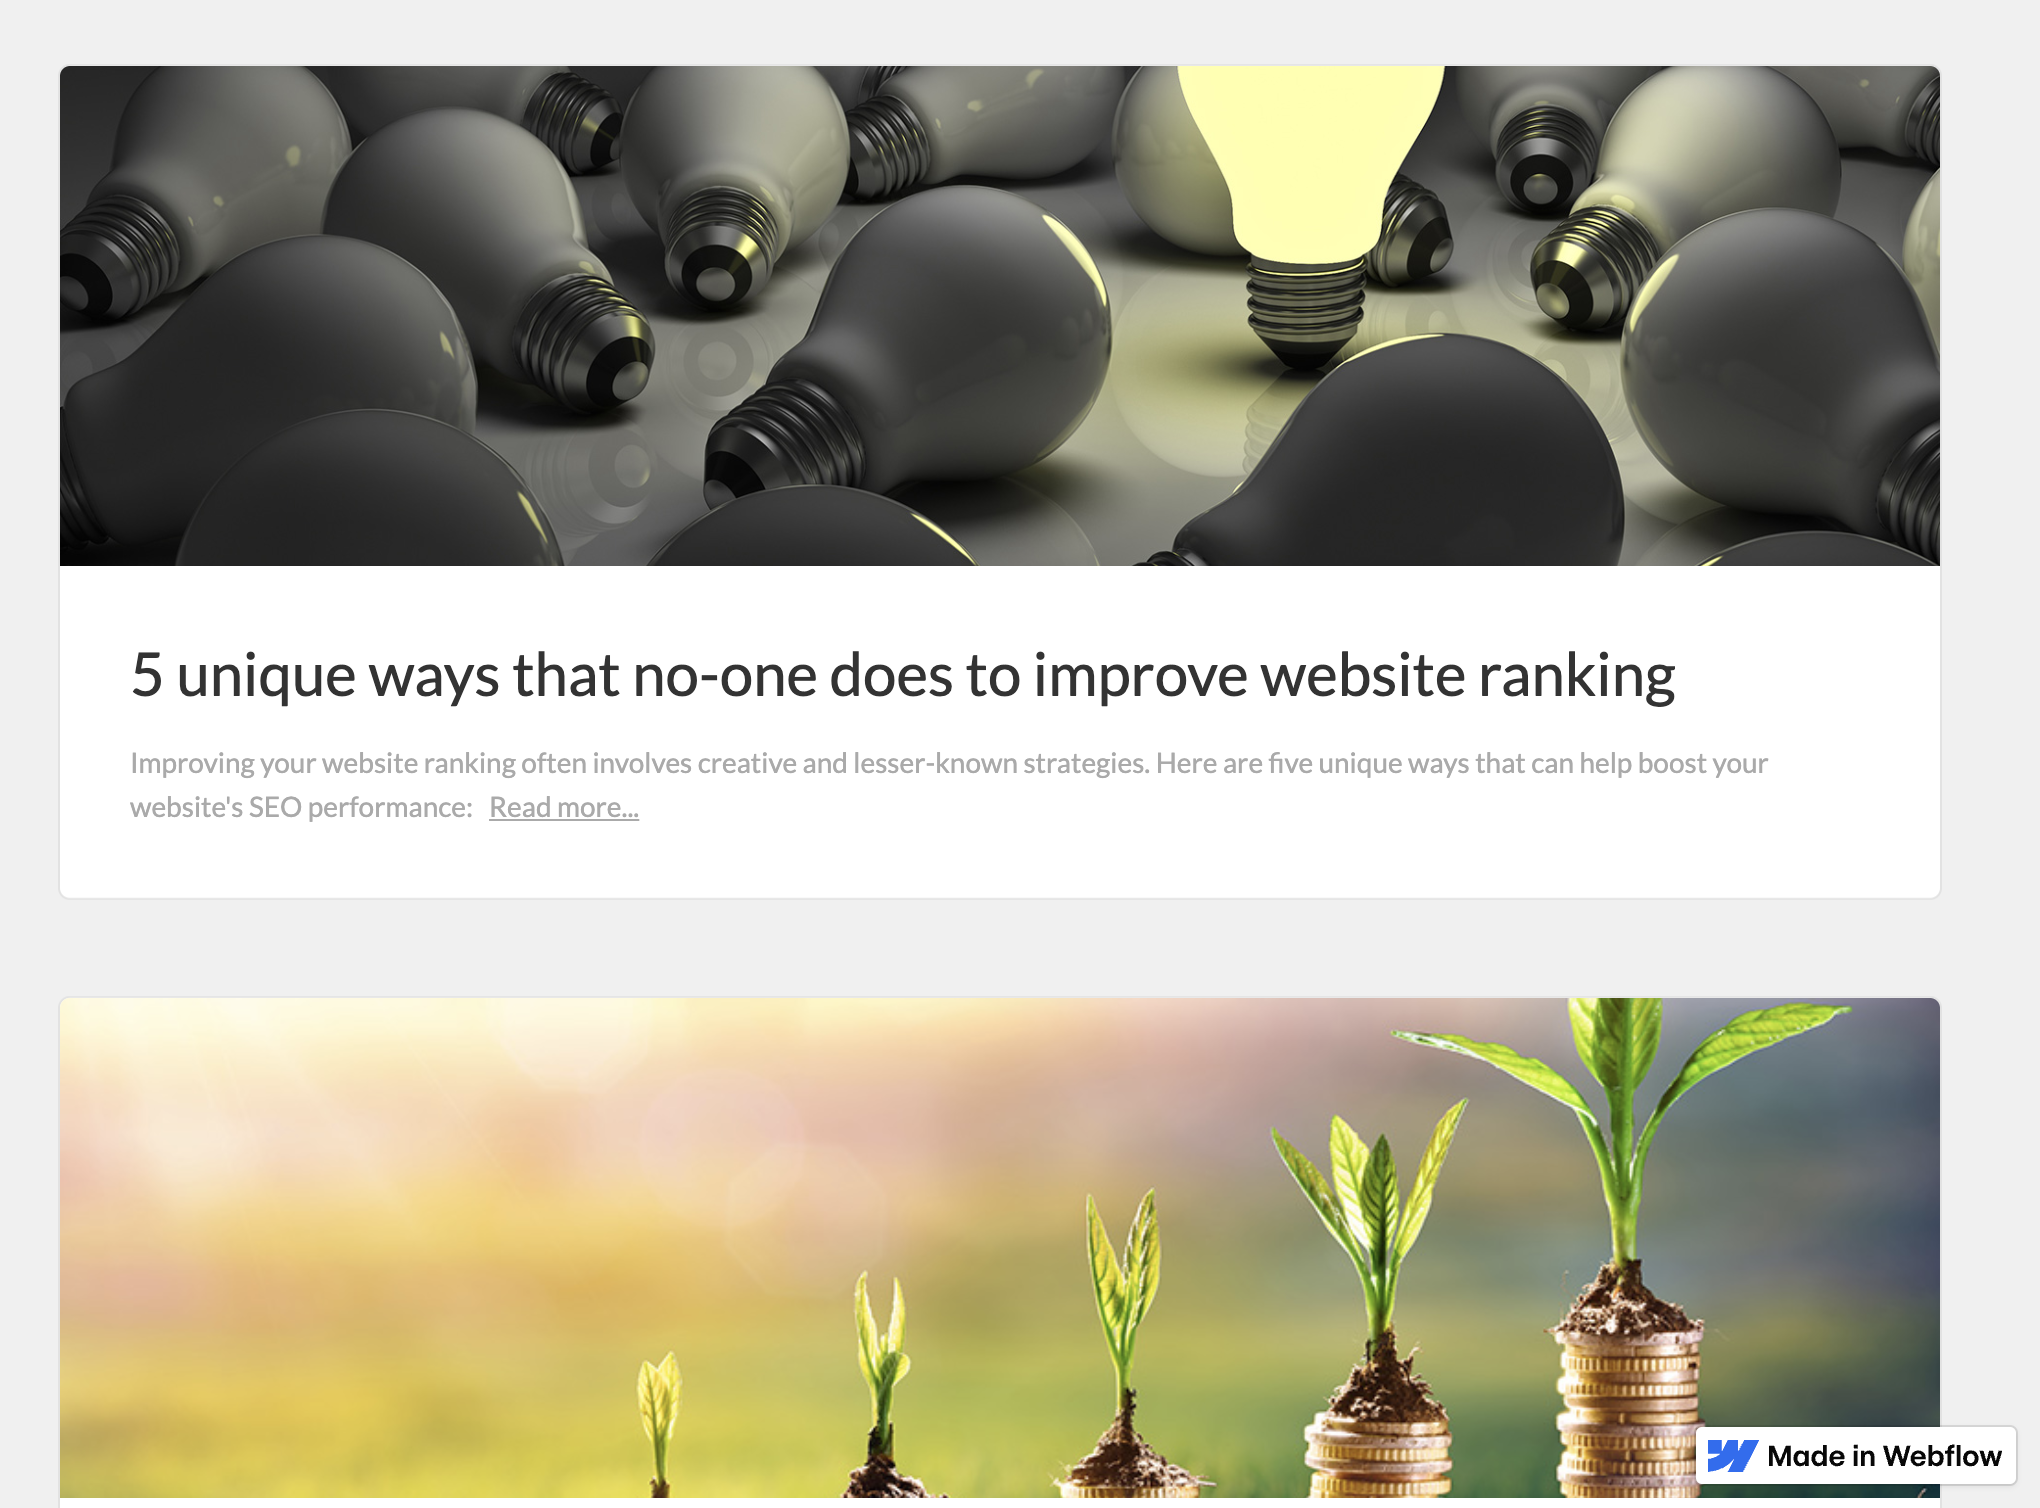 5 unique ways that no-one does to improve website ranking
Improving your website ranking often involves creative and lesser-known strategies. Here are five unique ways that can help boost your
website's SEO performance: Read more...
Made in Webflow